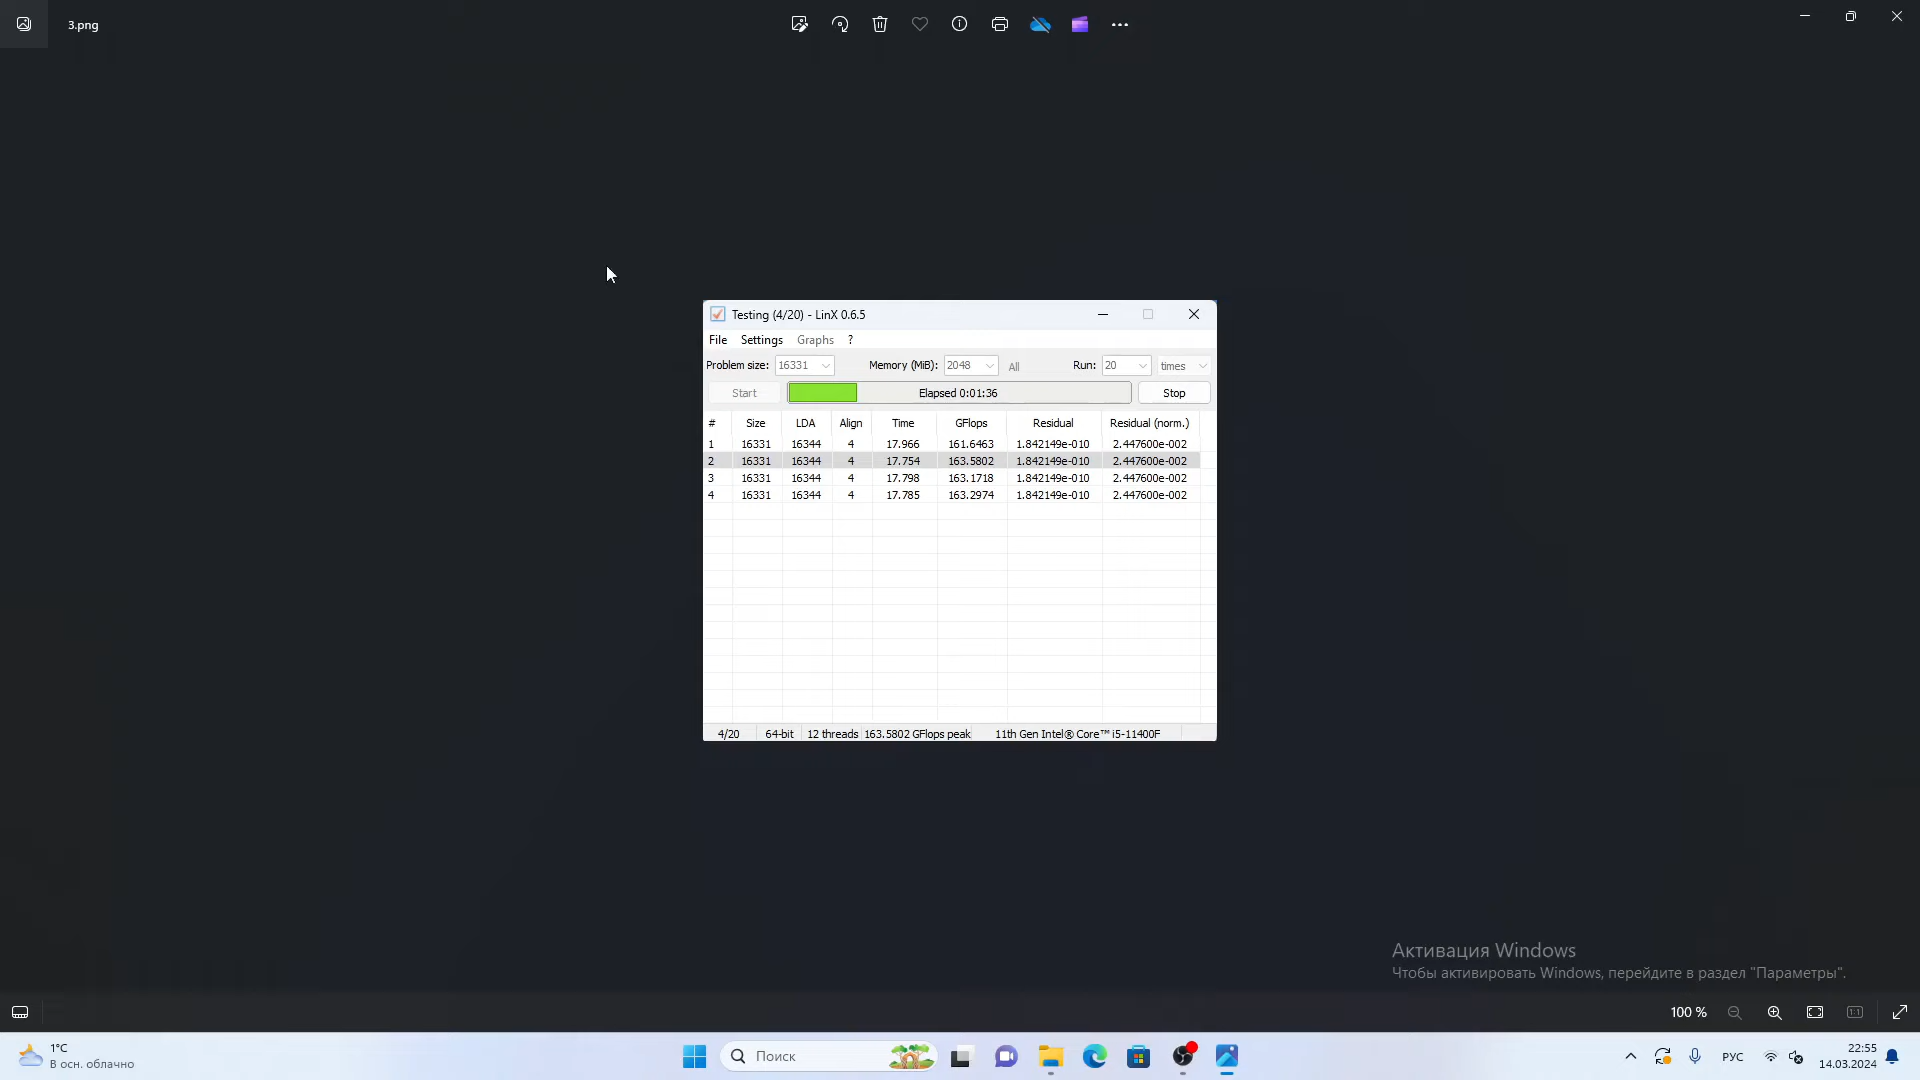 3.png
Testing (4/20) - LinX 0.6.5
File Settings Graphs ?
Problem size: 16331 Memory (MiB): 2048 All Run: 20 times
Start Elapsed 0:01:36 Stop
# Size LDA Align Time GFlops Residual Residual (norm.)
1 16331 16344 4 17.966 161.6463 1.842149e-010 2.447600e-002
2 16331 16344 4 17.754 163.5802 1.842149e-010 2.447600e-002
3 16331 16344 4 17.798 163.1718 1.842149e-010 2.447600e-002
4 16331 16344 4 17.785 163.2974 1.842149e-010 2.447600e-002
4/20 64-bit 12 threads 163.5802 GFlops peak 11th Gen Intel® Core™ i5-11400F
Активация Windows
Чтобы активировать Windows, перейдите в раздел "Параметры".
100 %
1°C
В осн. облачно
Поиск
РУС
22:55
14.03.2024